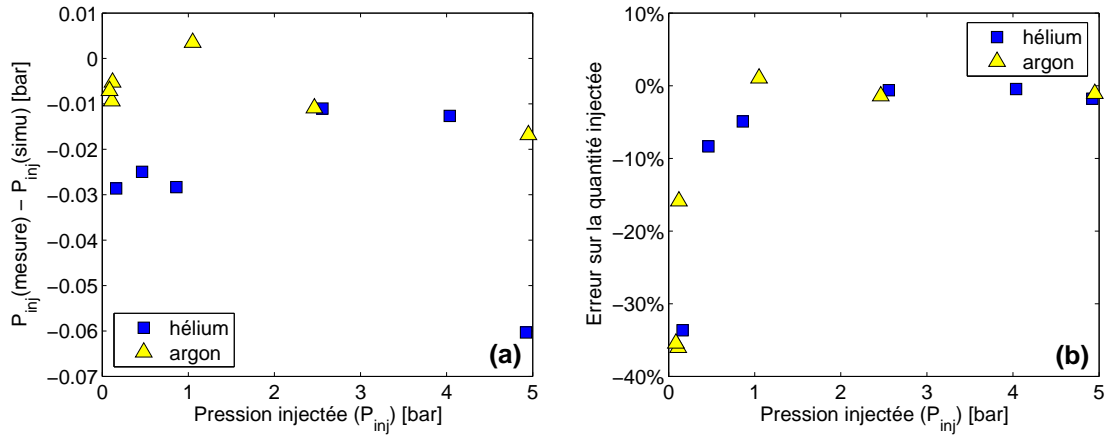 0.01
0
−0.01
−0.02
−0.03
−0.04
−0.05
−0.06
−0.07
0 1 2 3 4 5
P_inj(mesure) − P_inj(simu) [bar]
Pression injectée (P_inj) [bar]
hélium
argon
(a)
10%
0%
−10%
−20%
−30%
−40%
0 1 2 3 4 5
Erreur sur la quantité injectée
Pression injectée (P_inj) [bar]
hélium
argon
(b)